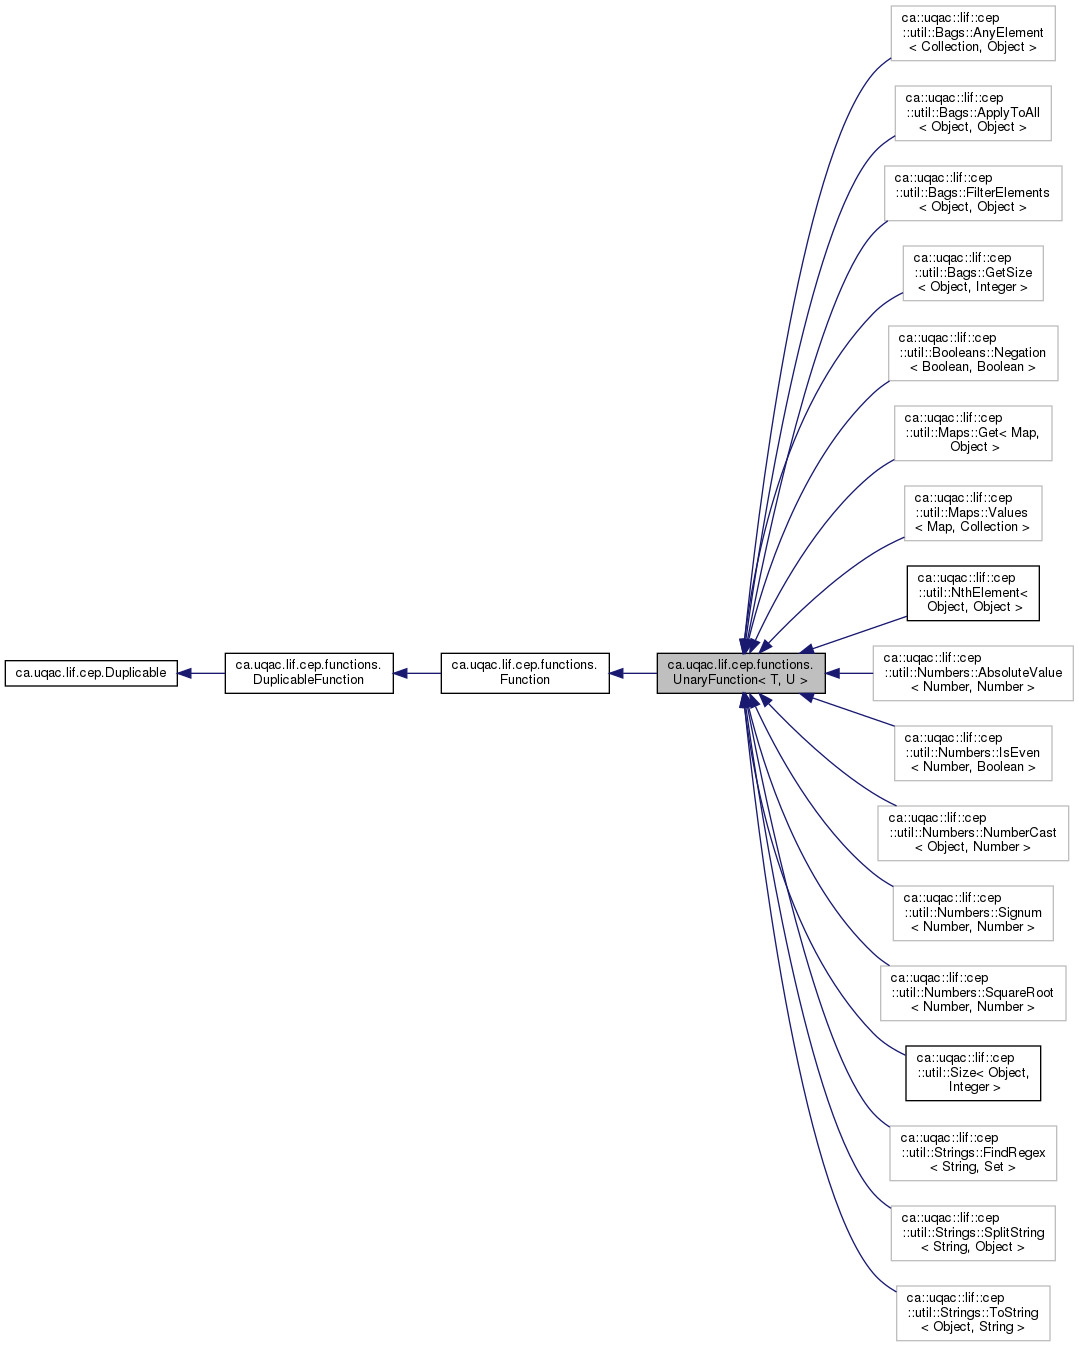 ca::uqac::lif::cep
::util::Bags::AnyElement
< Collection, Object >
ca::uqac::lif::cep
::util::Bags::ApplyToAll
< Object, Object >
ca::uqac::lif::cep
::util::Bags::FilterElements
< Object, Object >
ca::uqac::lif::cep
::util::Bags::GetSize
< Object, Integer >
ca::uqac::lif::cep
::util::Booleans::Negation
< Boolean, Boolean >
ca::uqac::lif::cep
::util::Maps::Get< Map,
Object >
ca::uqac::lif::cep
::util::Maps::Values
< Map, Collection >
ca::uqac::lif::cep
::util::NthElement<
Object, Object >
ca.uqac.lif.cep.Duplicable
ca.uqac.lif.cep.functions.
DuplicableFunction
ca.uqac.lif.cep.functions.
Function
ca.uqac.lif.cep.functions.
UnaryFunction< T, U >
ca::uqac::lif::cep
::util::Numbers::AbsoluteValue
< Number, Number >
ca::uqac::lif::cep
::util::Numbers::IsEven
< Number, Boolean >
ca::uqac::lif::cep
::util::Numbers::NumberCast
< Object, Number >
ca::uqac::lif::cep
::util::Numbers::Signum
< Number, Number >
ca::uqac::lif::cep
::util::Numbers::SquareRoot
< Number, Number >
ca::uqac::lif::cep
::util::Size< Object,
Integer >
ca::uqac::lif::cep
::util::Strings::FindRegex
< String, Set >
ca::uqac::lif::cep
::util::Strings::SplitString
< String, Object >
ca::uqac::lif::cep
::util::Strings::ToString
< Object, String >